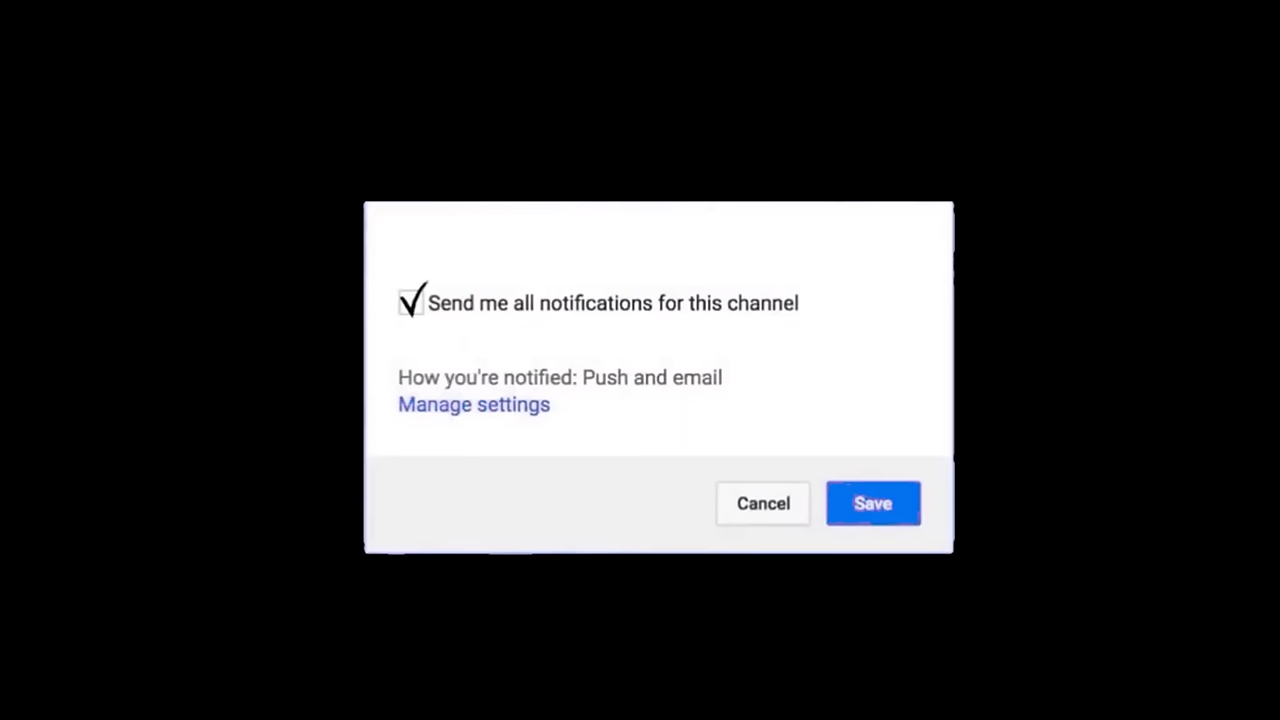 Send me all notifications for this channel
How you're notified: Push and email
Manage settings
Cancel Save